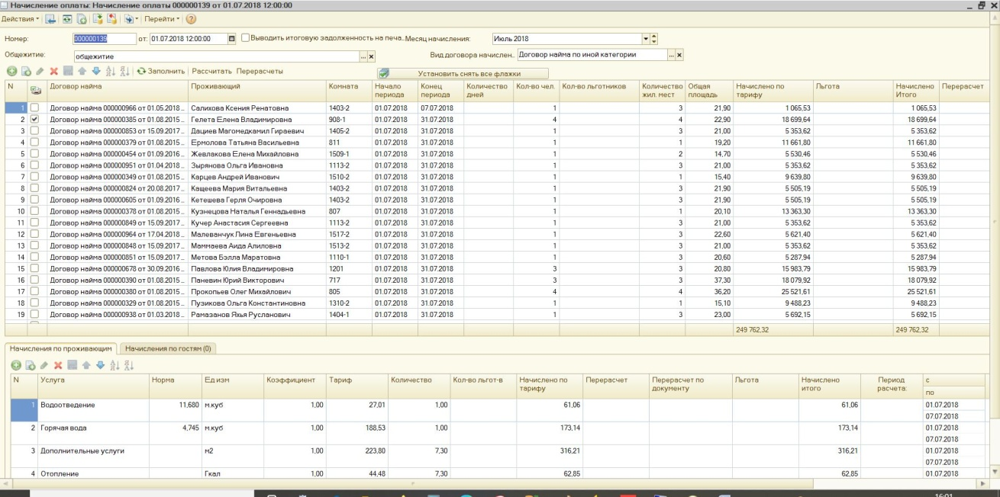 Начисление оплаты: Начисление оплаты 000000139 от 01.07.2018 12:00:00
Действия Перейти
Номер: 000000139 от: 01.07.2018 12:00:00 Выводить итоговую задолженность на печа... Месяц начисления: Июль 2018
Общежитие: общежитие Вид договора начислен... Договор найма по иной категории
Заполнить Рассчитать Перерасчеты Установить снять все флажки
N Договор найма Проживающий Комната Начало периода Конец периода Количество дней Кол-во чел. Кол-во льготников Количество жил. мест Общая площадь Начислено по тарифу Льгота Начислено Итого Перерасчет
1 Договор найма 000000966 от 01.05.2018... Салихова Ксения Ренатовна 1403-2 01.07.2018 07.07.2018 1 3 21,90 1 065,53 1 065,53
2 Договор найма 000000385 от 01.08.2015... Гелета Елена Владимировна 908-1 01.07.2018 31.07.2018 4 4 22,90 18 699,64 18 699,64
3 Договор найма 000000853 от 15.09.2017... Дациев Магомедкамил Гираевич 1405-2 01.07.2018 31.07.2018 1 3 21,00 5 353,62 5 353,62
4 Договор найма 000000379 от 01.08.2015... Ермолова Татьяна Васильевна 811 01.07.2018 31.07.2018 1 1 19,20 11 661,80 11 661,80
5 Договор найма 000000454 от 01.09.2016... Жевлакова Елена Михайловна 1509-1 01.07.2018 31.07.2018 1 2 14,70 5 530,46 5 530,46
6 Договор найма 000000951 от 01.04.2018... Зырянова Ольга Ивановна 1113-2 01.07.2018 31.07.2018 1 3 21,00 5 353,62 5 353,62
7 Договор найма 000000349 от 01.08.2015... Карцев Андрей Иванович 1510-2 01.07.2018 31.07.2018 1 1 15,40 9 639,80 9 639,80
8 Договор найма 000000824 от 20.08.2017... Кащеева Мария Витальевна 1403-2 01.07.2018 31.07.2018 1 3 21,90 5 505,19 5 505,19
9 Договор найма 000000605 от 01.09.2016... Кетешева Герля Очировна 1403-2 01.07.2018 31.07.2018 1 3 21,90 5 505,19 5 505,19
10 Договор найма 000000378 от 01.08.2015... Кузнецова Наталья Геннадьевна 807 01.07.2018 31.07.2018 1 1 20,10 13 363,30 13 363,30
11 Договор найма 000000849 от 15.09.2017... Кучер Анастасия Сергеевна 1113-2 01.07.2018 31.07.2018 1 3 21,00 5 353,62 5 353,62
12 Договор найма 000000964 от 17.04.2018... Малеванчук Лина Евгеньевна 1517-2 01.07.2018 31.07.2018 1 3 22,60 5 621,40 5 621,40
13 Договор найма 000000848 от 15.09.2017... Маммаева Аида Алиловна 1513-2 01.07.2018 31.07.2018 1 3 21,00 5 353,62 5 353,62
14 Договор найма 000000851 от 15.09.2017... Метова Бэлла Маратовна 1110-1 01.07.2018 31.07.2018 1 3 20,60 5 287,94 5 287,94
15 Договор найма 000000678 от 30.09.2016... Павлова Юлия Владимировна 1201 01.07.2018 31.07.2018 3 3 20,80 15 983,79 15 983,79
16 Договор найма 000000390 от 01.08.2015... Паневин Юрий Викторович 717 01.07.2018 31.07.2018 3 3 37,30 18 079,92 18 079,92
17 Договор найма 000000380 от 01.08.2015... Прокопьев Олег Михайлович 805 01.07.2018 31.07.2018 4 4 36,20 25 521,61 25 521,61
18 Договор найма 000000329 от 01.08.2015... Пузикова Ольга Константиновна 1310-2 01.07.2018 31.07.2018 1 1 15,10 9 488,23 9 488,23
19 Договор найма 000000938 от 01.03.2018... Рамазанов Яхья Русланович 1404-1 01.07.2018 31.07.2018 1 3 23,00 5 692,15 5 692,15
249 762,32 249 762,32
Начисления по проживающим Начисления по гостям (0)
N Услуга Норма Ед изм Коэффициент Тариф Количество Кол-во льгот-в Начислено по тарифу Перерасчет Перерасчет по документу Льгота Начислено итого Период расчета: с
по
1 Водоотведение 11.680 м.куб 1,00 27,01 1,00 61,06 61,06 01.07.2018
07.07.2018
2 Горячая вода 4.745 м.куб 1,00 188,53 1,00 173,14 173,14 01.07.2018
07.07.2018
3 Дополнительные услуги м2 1,00 223,80 7,30 316,21 316,21 01.07.2018
07.07.2018
4 Отопление Гкал 1,00 44,48 7,30 62,85 62,85 01.07.2018
16:01